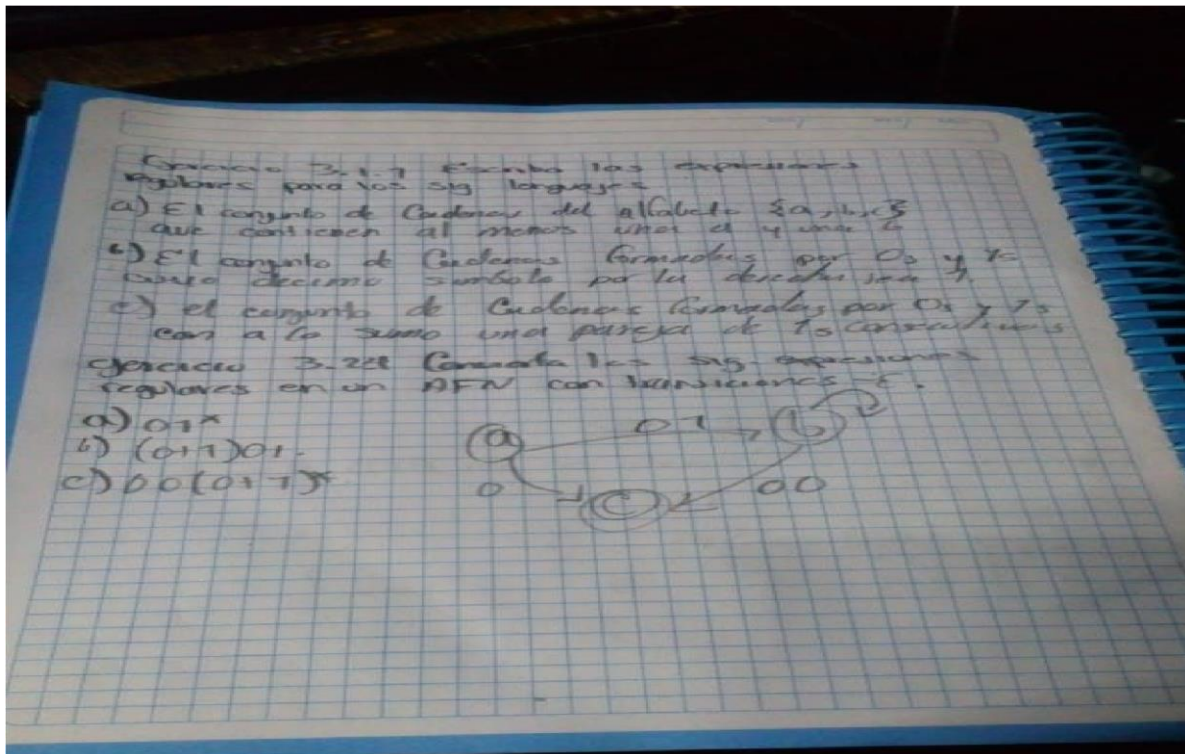 Ejercicio 3.1.1 Escriba las expresiones
regulares para los sig lenguajes
a) El conjunto de Cadenas del alfabeto {a, b, c}
que contienen al menos una a y una b
b) El conjunto de Cadenas formadas por 0s y 1s
cuyo decimo simbolo por la derecha sea 1.
c) el conjunto de Cadenas formadas por 0s y 1s
con a lo sumo una pareja de 1s consecutivos
ejercicio Convierta las sig. expresiones
regulares en un AFN con transiciones ε.
a) 01*
b) (0+1)01
c) 00(0+1)*
a 01 b
0 c 00